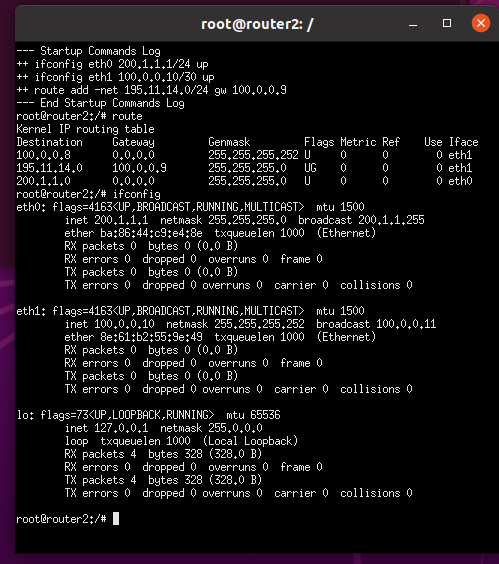 root@router2: /
--- Startup Commands Log
++ ifconfig eth0 200.1.1.1/24 up
++ ifconfig eth1 100.0.0.10/30 up
++ route add -net 195.11.14.0/24 gw 100.0.0.9
--- End Startup Commands Log
root@router2:/# route
Kernel IP routing table
Destination     Gateway         Genmask         Flags Metric Ref    Use Iface
100.0.0.8       0.0.0.0         255.255.255.252 U     0      0        0 eth1
195.11.14.0     100.0.0.9       255.255.255.0   UG    0      0        0 eth1
200.1.1.0       0.0.0.0         255.255.255.0   U     0      0        0 eth0
root@router2:/# ifconfig
eth0: flags=4163<UP,BROADCAST,RUNNING,MULTICAST>  mtu 1500
        inet 200.1.1.1  netmask 255.255.255.0  broadcast 200.1.1.255
        ether ba:86:44:c9:e4:8e  txqueuelen 1000  (Ethernet)
        RX packets 0  bytes 0 (0.0 B)
        RX errors 0  dropped 0  overruns 0  frame 0
        TX packets 0  bytes 0 (0.0 B)
        TX errors 0  dropped 0 overruns 0  carrier 0  collisions 0
eth1: flags=4163<UP,BROADCAST,RUNNING,MULTICAST>  mtu 1500
        inet 100.0.0.10  netmask 255.255.255.252  broadcast 100.0.0.11
        ether 8e:61:b2:55:9e:49  txqueuelen 1000  (Ethernet)
        RX packets 0  bytes 0 (0.0 B)
        RX errors 0  dropped 0  overruns 0  frame 0
        TX packets 0  bytes 0 (0.0 B)
        TX errors 0  dropped 0 overruns 0  carrier 0  collisions 0
lo: flags=73<UP,LOOPBACK,RUNNING>  mtu 65536
        inet 127.0.0.1  netmask 255.0.0.0
        loop  txqueuelen 1000  (Local Loopback)
        RX packets 4  bytes 328 (328.0 B)
        RX errors 0  dropped 0  overruns 0  frame 0
        TX packets 4  bytes 328 (328.0 B)
        TX errors 0  dropped 0 overruns 0  carrier 0  collisions 0
root@router2:/#